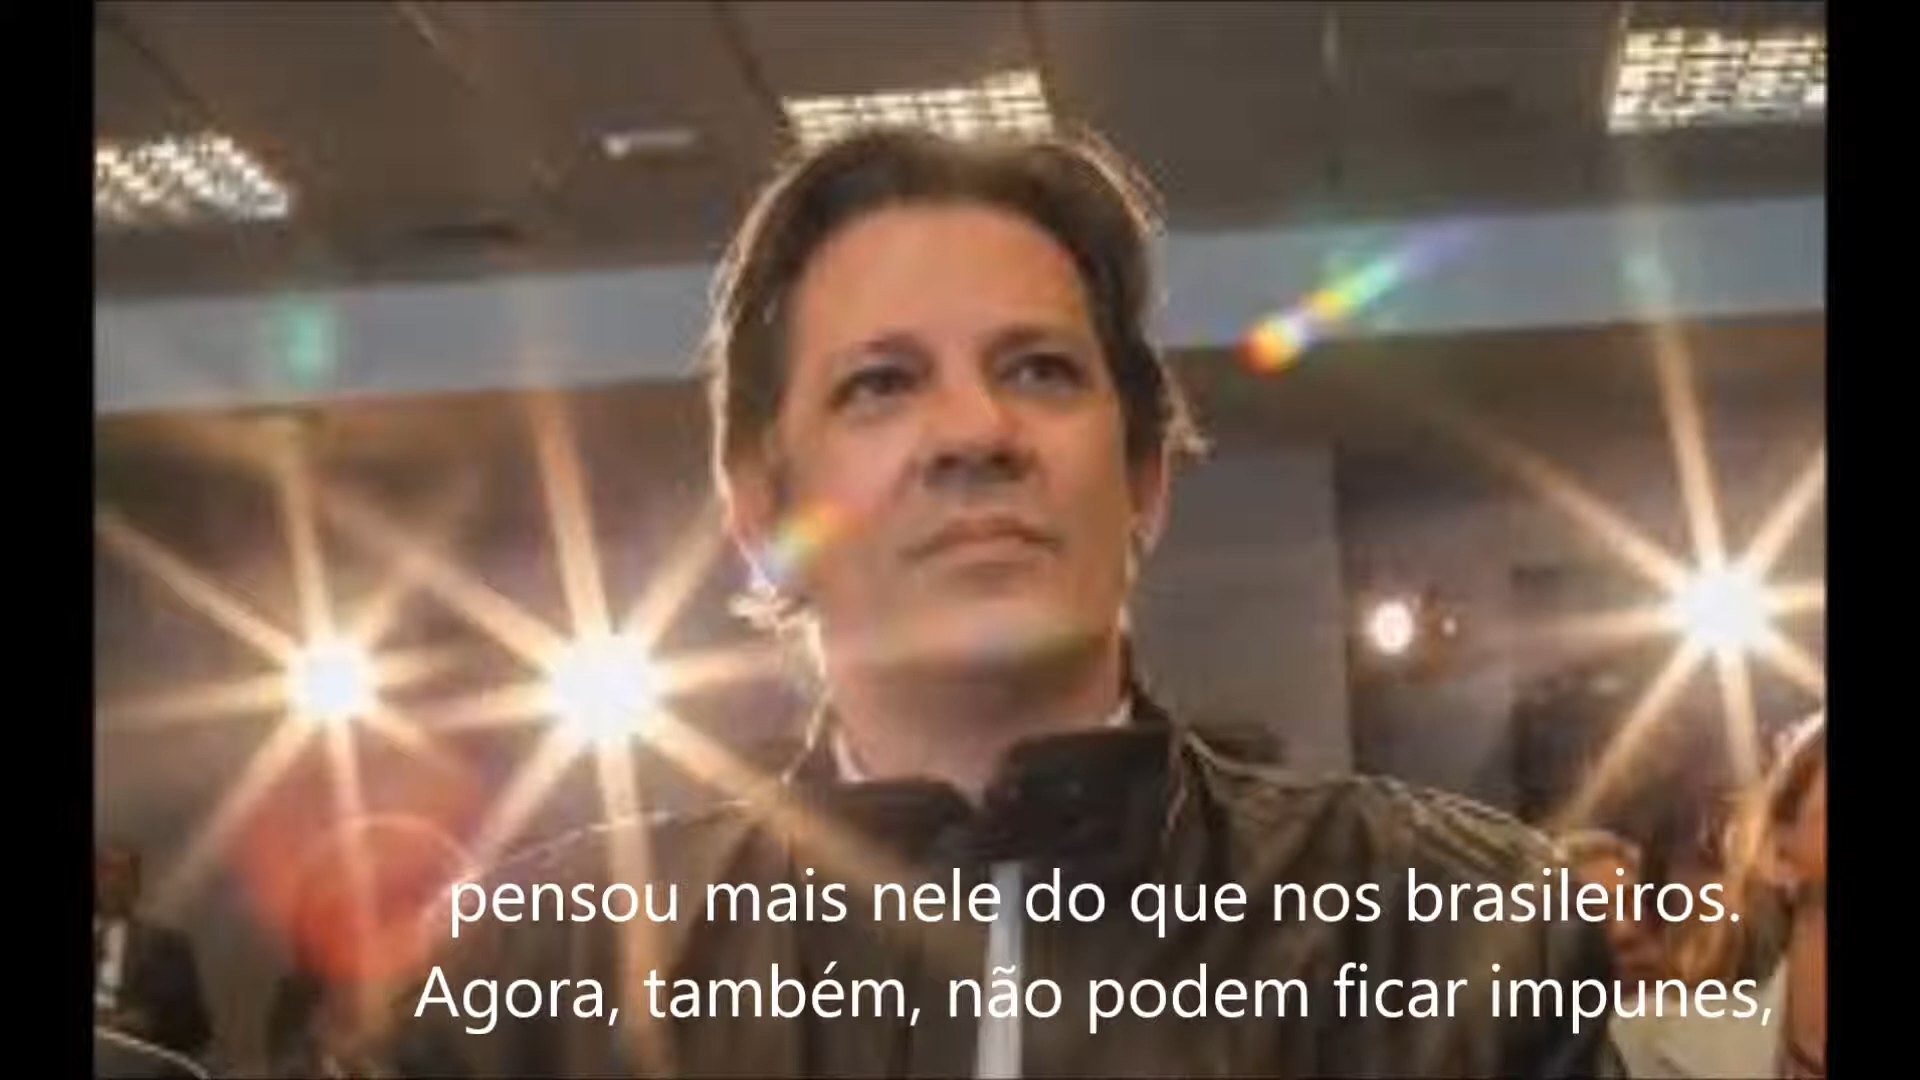 pensou mais nele do que nos brasileiros.
Agora, também, não podem ficar impunes,